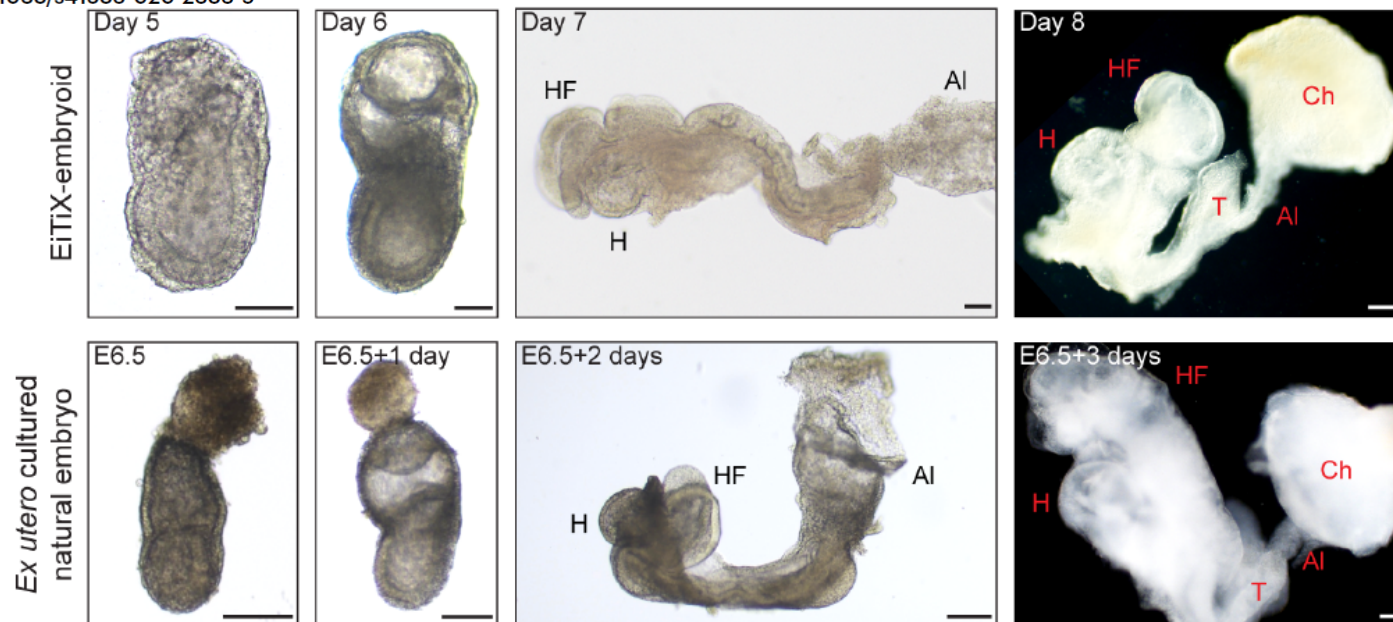 Day 5
Day 6
Day 7
Day 8
EiTiX-embryoid
HF
H
Al
HF
H
Ch
T
Al
E6.5
E6.5+1 day
E6.5+2 days
E6.5+3 days
Ex utero cultured
natural embryo
H
HF
Al
HF
H
Ch
Al
T